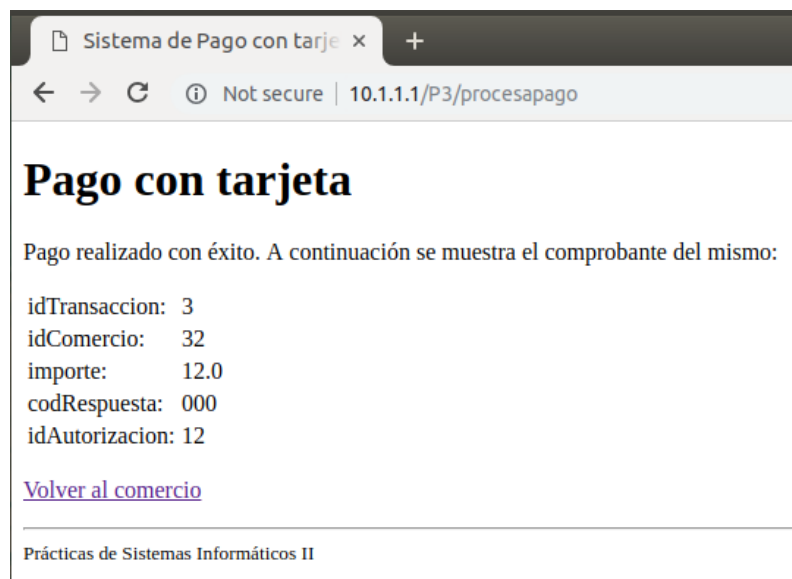 Sistema de Pago con tarje
Not secure | 10.1.1.1/P3/procesapago
Pago con tarjeta
Pago realizado con éxito. A continuación se muestra el comprobante del mismo:
idTransaccion: 3
idComercio: 32
importe: 12.0
codRespuesta: 000
idAutorizacion: 12
Volver al comercio
Prácticas de Sistemas Informáticos II